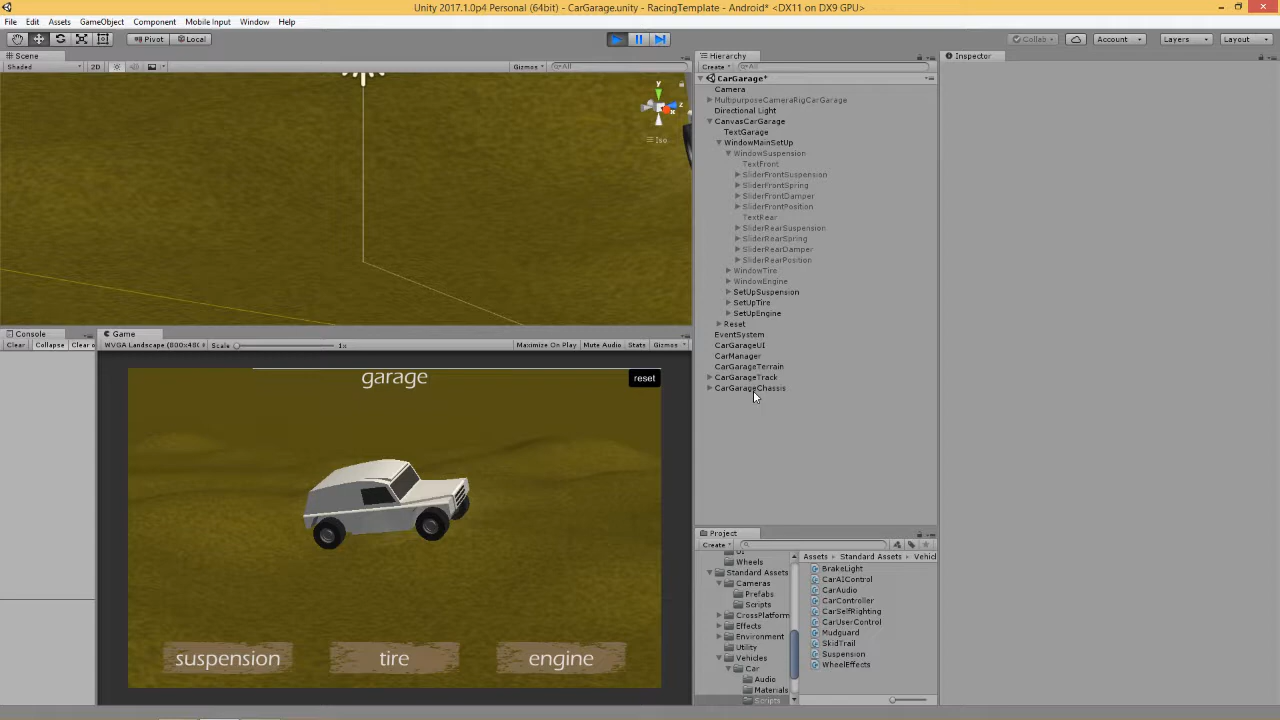 Unity 2017.1.0p4 Personal (64bit) - CarGarage.unity - RacingTemplate - Android* <DX11 on DX9 GPU>
File Edit Assets GameObject Component Mobile Input Window Help
Pivot Local Collab Account Layers Layout
Scene
Shaded 2D Gizmos All
y
z
x
Iso
Hierarchy
Create All
CarGarage*
Camera
MultipurposeCameraRigCarGarage
Directional Light
CanvasCarGarage
TextGarage
WindowMainSetUp
WindowSuspension
TextFront
SliderFrontSuspension
SliderFrontSpring
SliderFrontDamper
SliderFrontPosition
TextRear
SliderRearSuspension
SliderRearSpring
SliderRearDamper
SliderRearPosition
WindowTire
WindowEngine
SetUpSuspension
SetUpTire
SetUpEngine
Reset
EventSystem
CarGarageUI
CarManager
CarGarageTerrain
CarGarageTrack
CarGarageChassis
Inspector
Console
Clear Collapse Clear o
Game
WVGA Landscape (800x480 Scale 1x Maximize On Play Mute Audio Stats Gizmos
garage
reset
suspension tire engine
Project
Create
UI
Wheels
Standard Assets
Cameras
Prefabs
Scripts
CrossPlatform
Effects
Environment
Utility
Vehicles
Car
Audio
Materials
Scripts
Assets Standard Assets Vehicl
BrakeLight
CarAIControl
CarAudio
CarController
CarSelfRighting
CarUserControl
Mudguard
SkidTrail
Suspension
WheelEffects